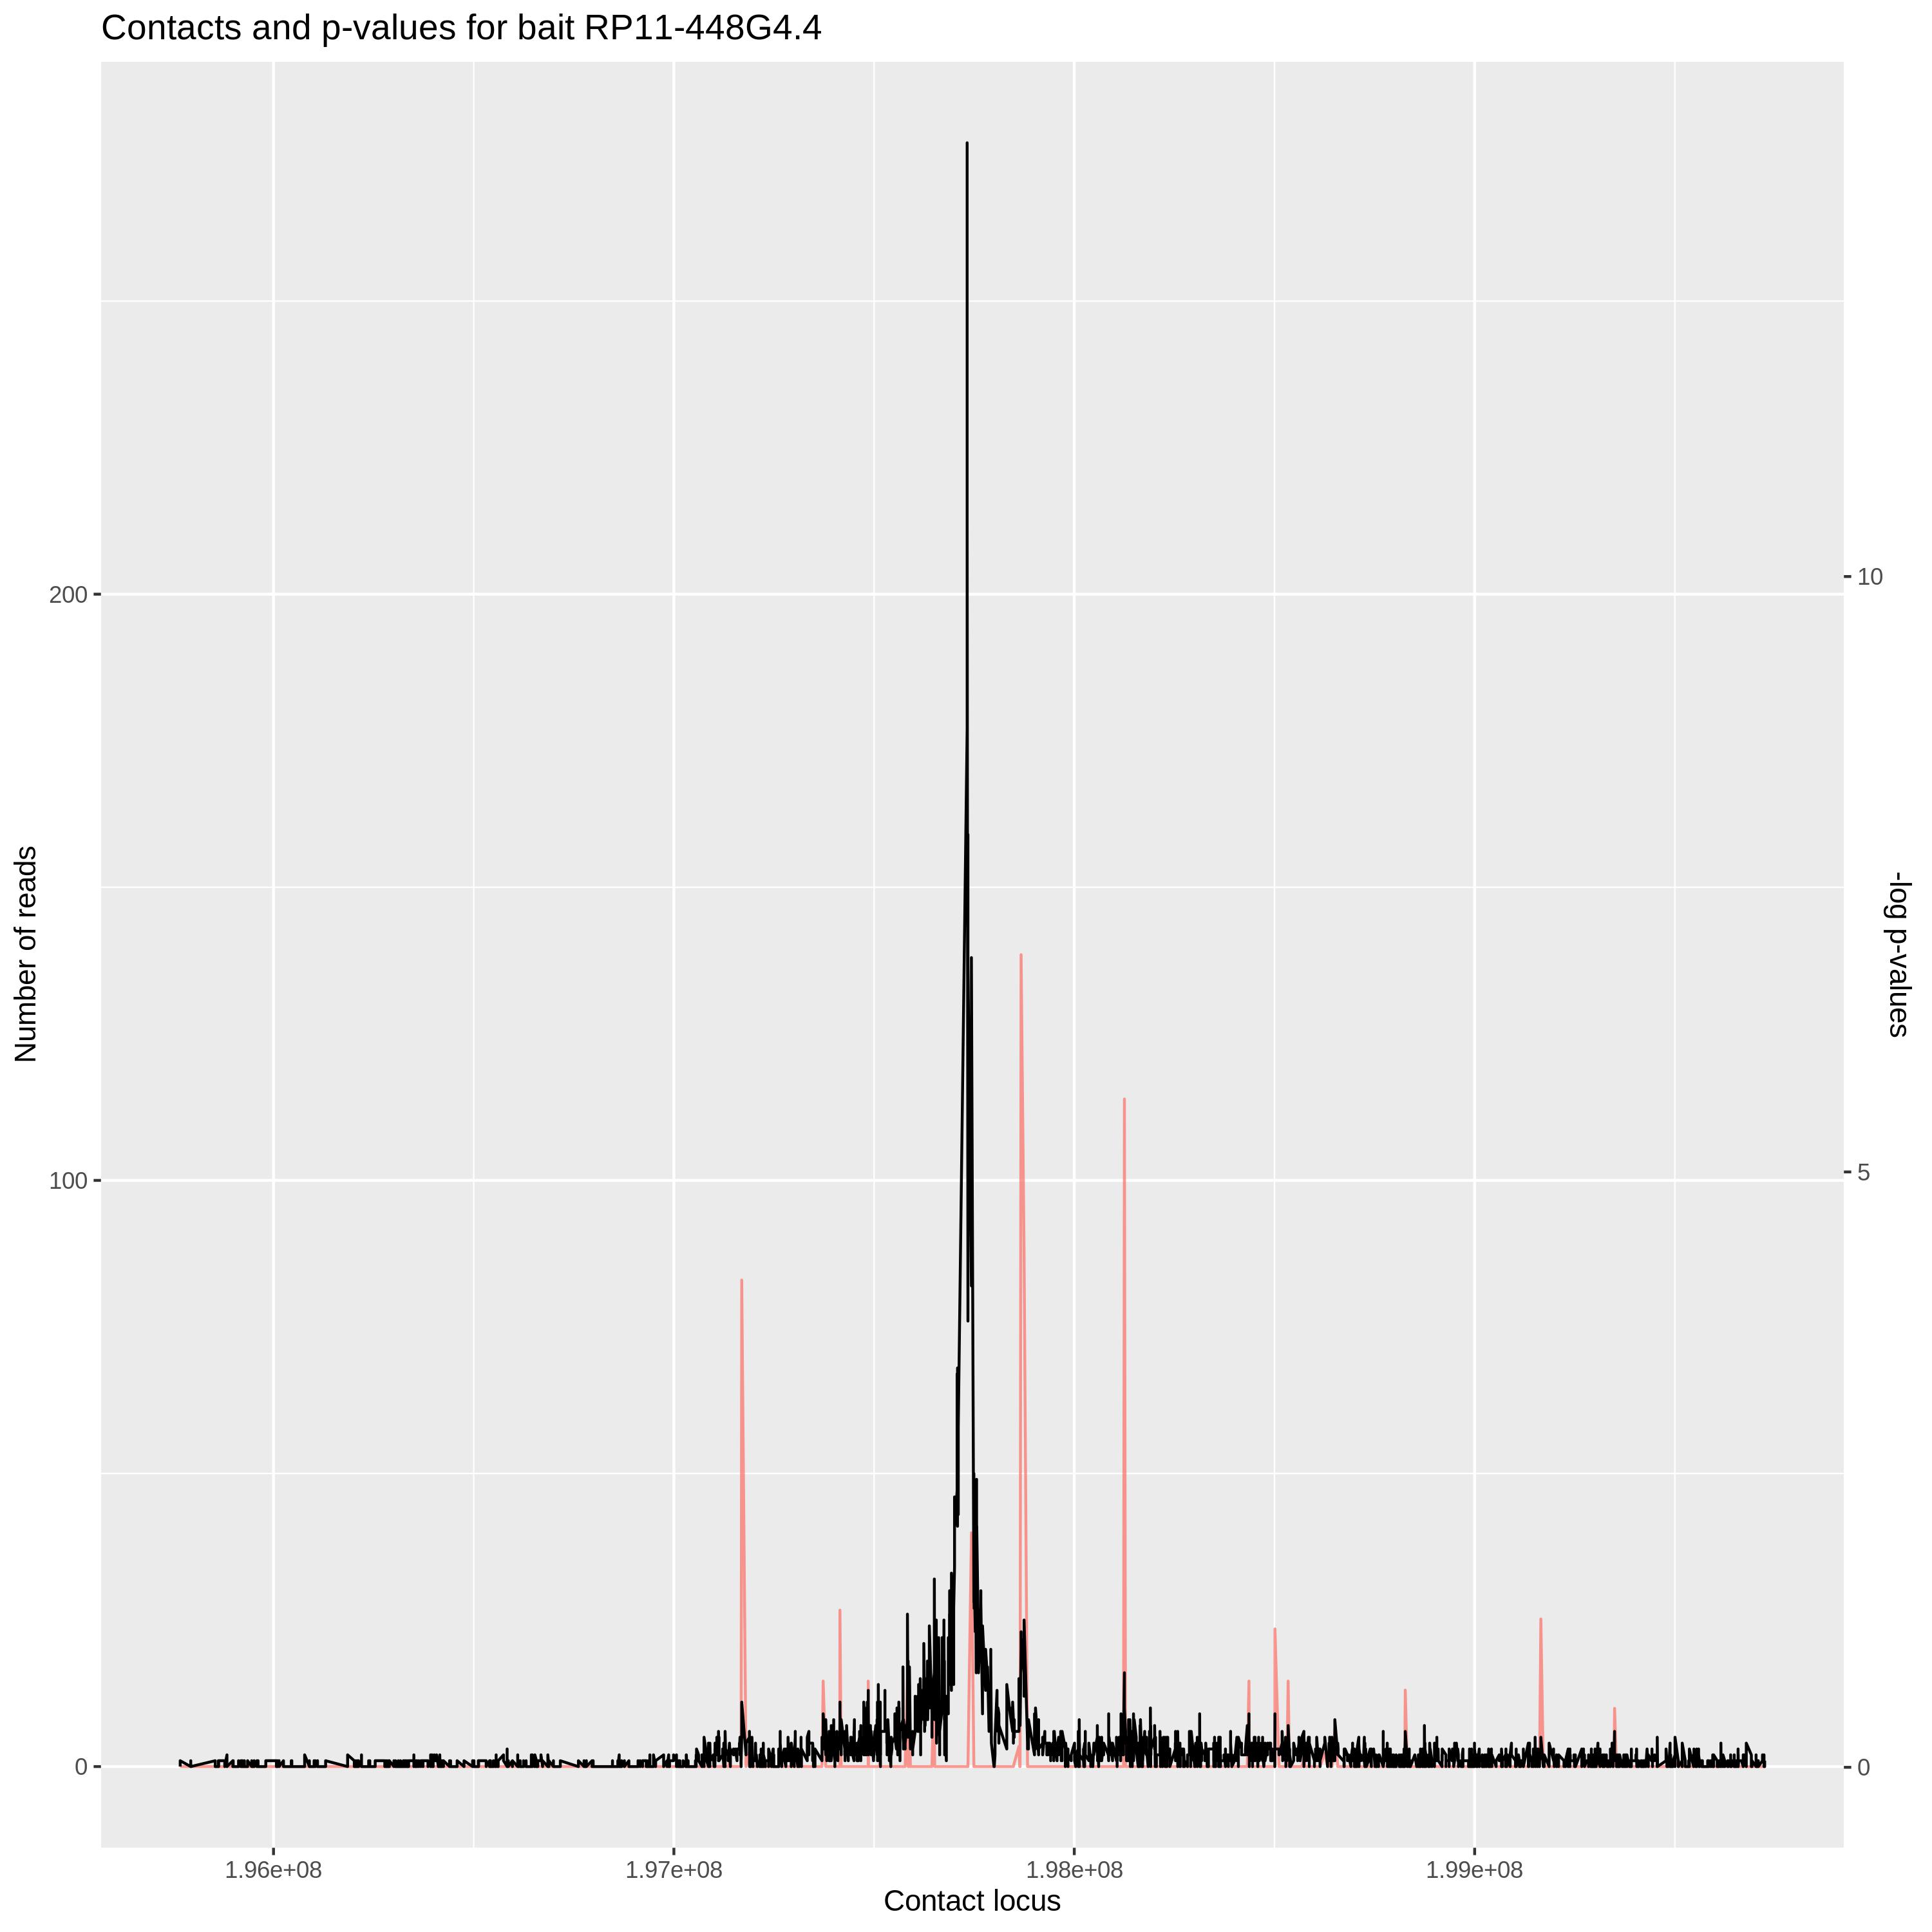 Contacts and p-values for bait RP11-448G4.4
Number of reads
200
100
0
10
5
0
-log p-values
1.96e+08 1.97e+08 1.98e+08 1.99e+08
Contact locus